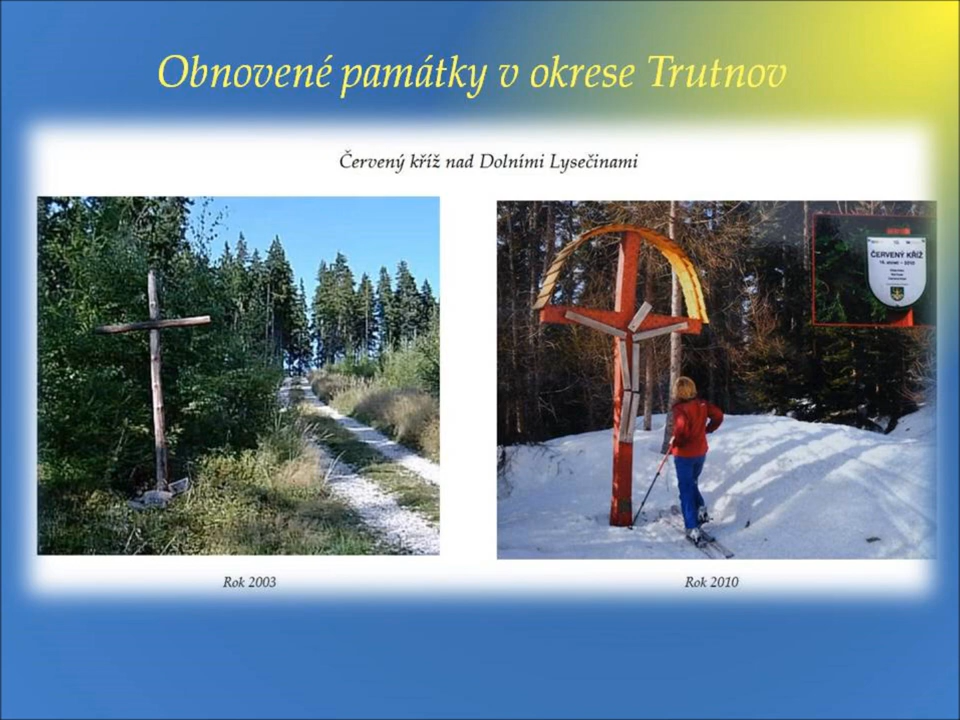 Obnovené památky v okrese Trutnov
Červený kříž nad Dolními Lysečinami
ČERVENÝ KŘÍŽ
Rok 2003
Rok 2010